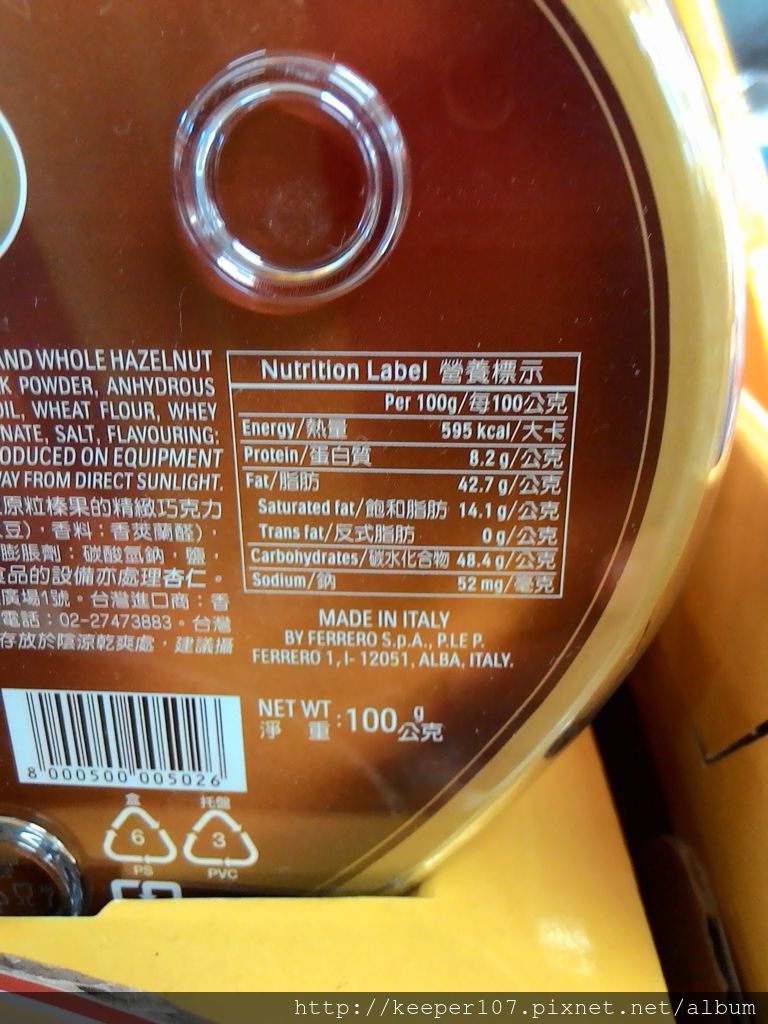 AND WHOLE HAZELNUT
K POWDER, ANHYDROUS
OIL, WHEAT FLOUR, WHEY
NATE, SALT, FLAVOURING;
ODUCED ON EQUIPMENT
WAY FROM DIRECT SUNLIGHT.
原粒榛果的精緻巧克力
豆)，香料：香莢蘭醛)，
膨脹劑：碳酸氫鈉，鹽，
食品的設備亦處理杏仁。
廣場1號。台灣進口商：香
電話：02-27473883。台灣
存放於陰涼乾爽處，建議攝
Nutrition Label 營養標示
Per 100g/每100公克
Energy/熱量 595 kcal/大卡
Protein/蛋白質 8.2 g/公克
Fat/脂肪 42.7 g/公克
Saturated fat/飽和脂肪 14.1 g/公克
Trans fat/反式脂肪 0 g/公克
Carbohydrates/碳水化合物 48.4 g/公克
Sodium/鈉 52 mg/毫克
MADE IN ITALY
BY FERRERO S.p.A., P.LE P.
FERRERO 1, I- 12051, ALBA, ITALY.
NET WT
淨 重 : 100 g
公克
8 000500 005026
盒 托盤
6 3
PS PVC
http://keeper107.pixnet.net/album